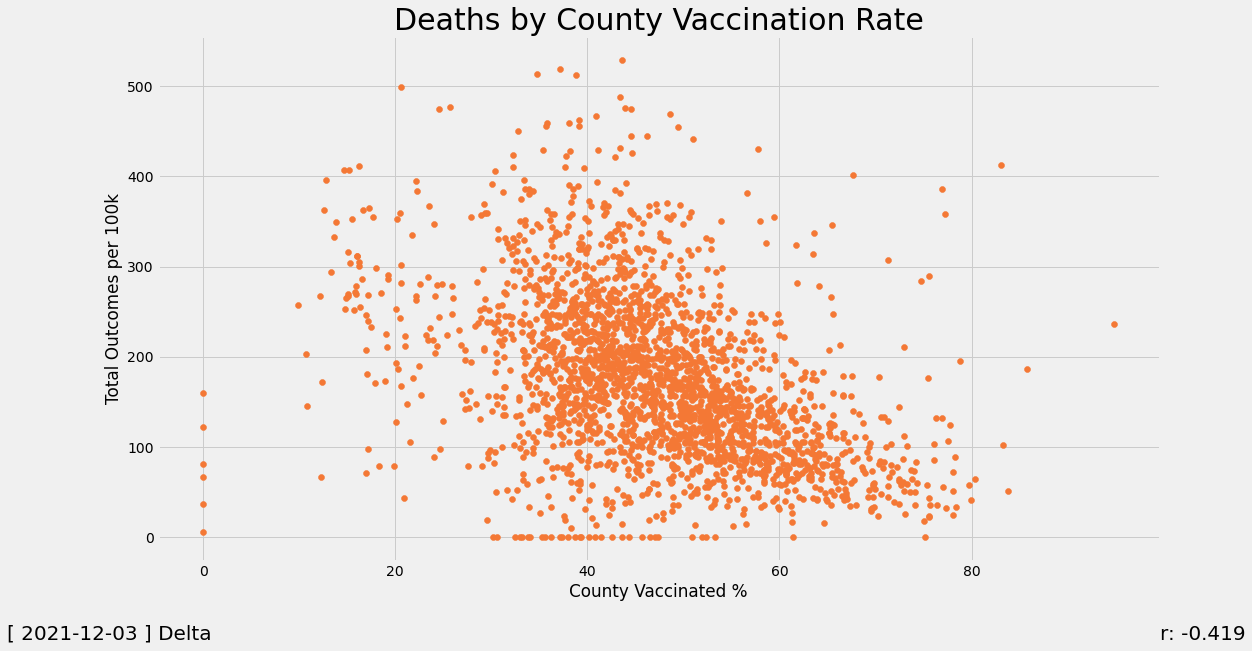 Deaths by County Vaccination Rate
Total Outcomes per 100k
500
400
300
200
100
0
0 20 40 60 80
County Vaccinated %
[ 2021-12-03 ] Delta
r: -0.419